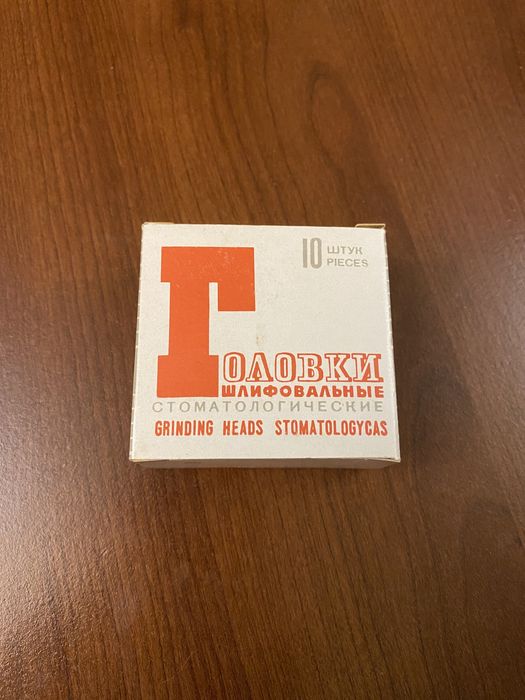 10 ШТУК
PIECES
ГОЛОВКИ
ШЛИФОВАЛЬНЫЕ
СТОМАТОЛОГИЧЕСКИЕ
GRINDING HEADS STOMATOLOGYCAS